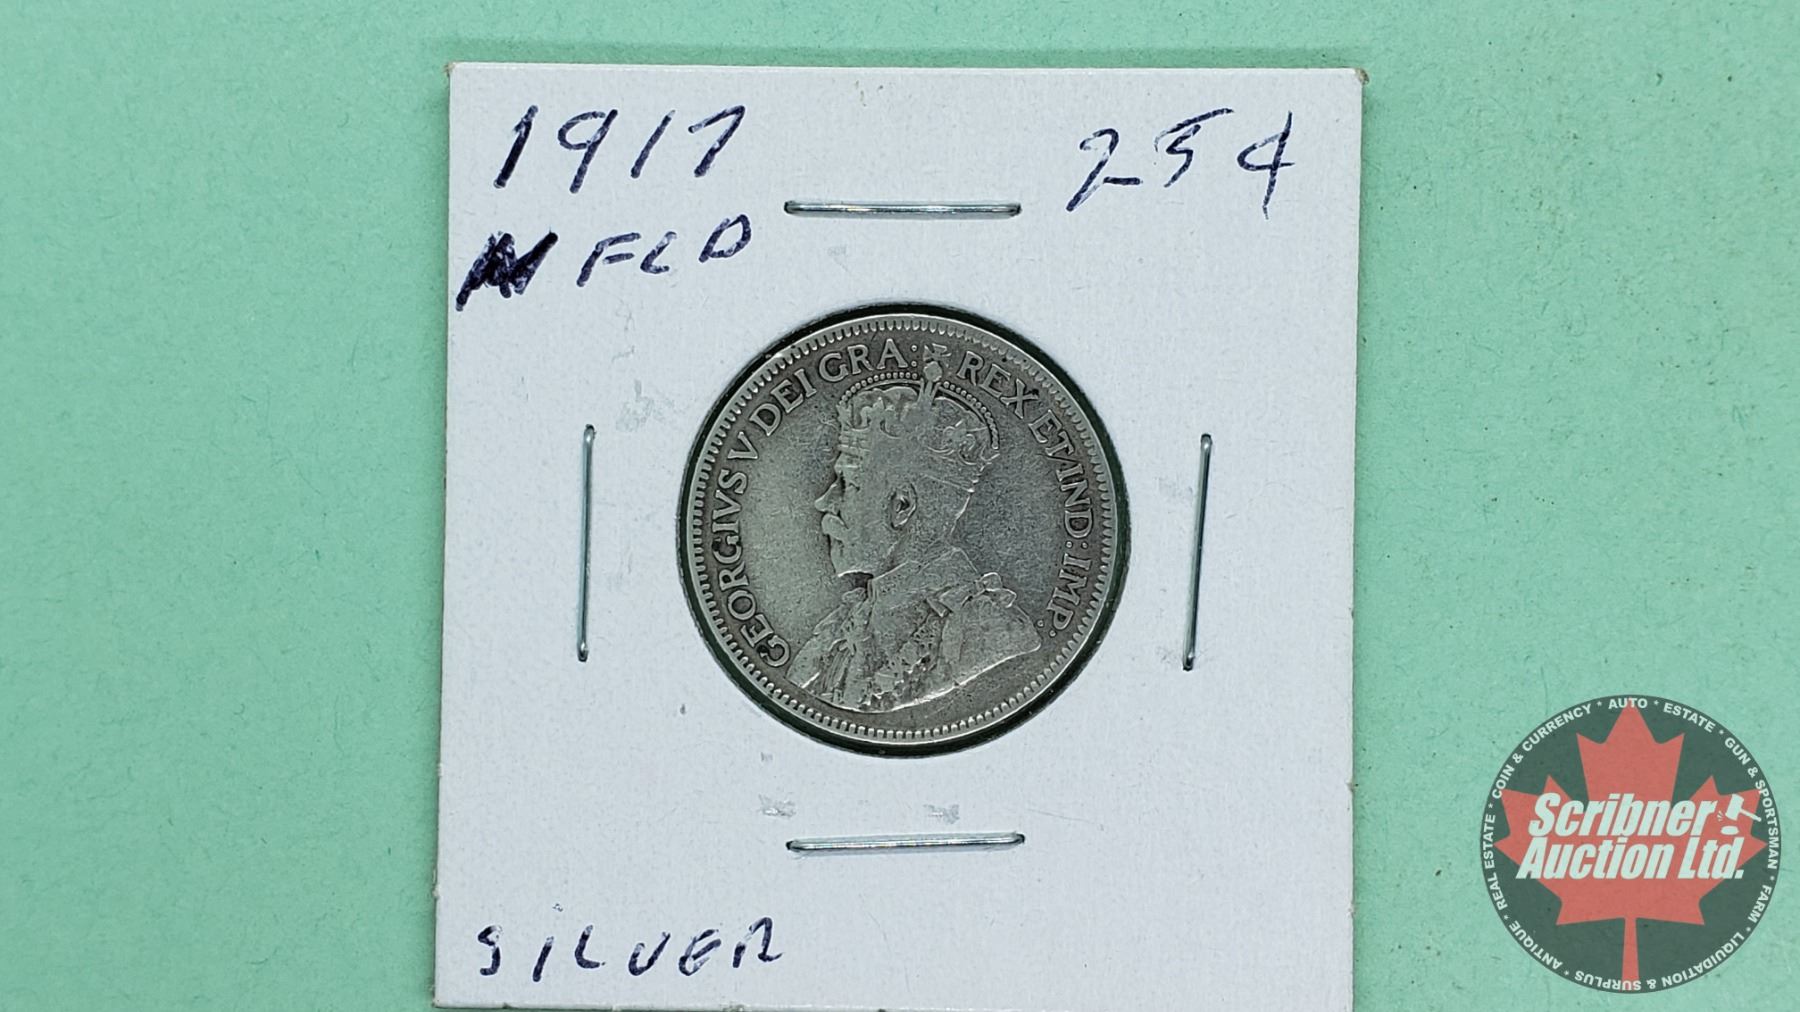 1917 25¢
NFLD
GEORGIVS V DEI GRA: REX ET IND: IMP:
SILVER
COIN & CURRENCY * AUTO * ESTATE * GUN & SPORTSMAN * FARM * LIQUIDATION & SURPLUS * ANTIQUE * REAL ESTATE *
Scribner
Auction Ltd.